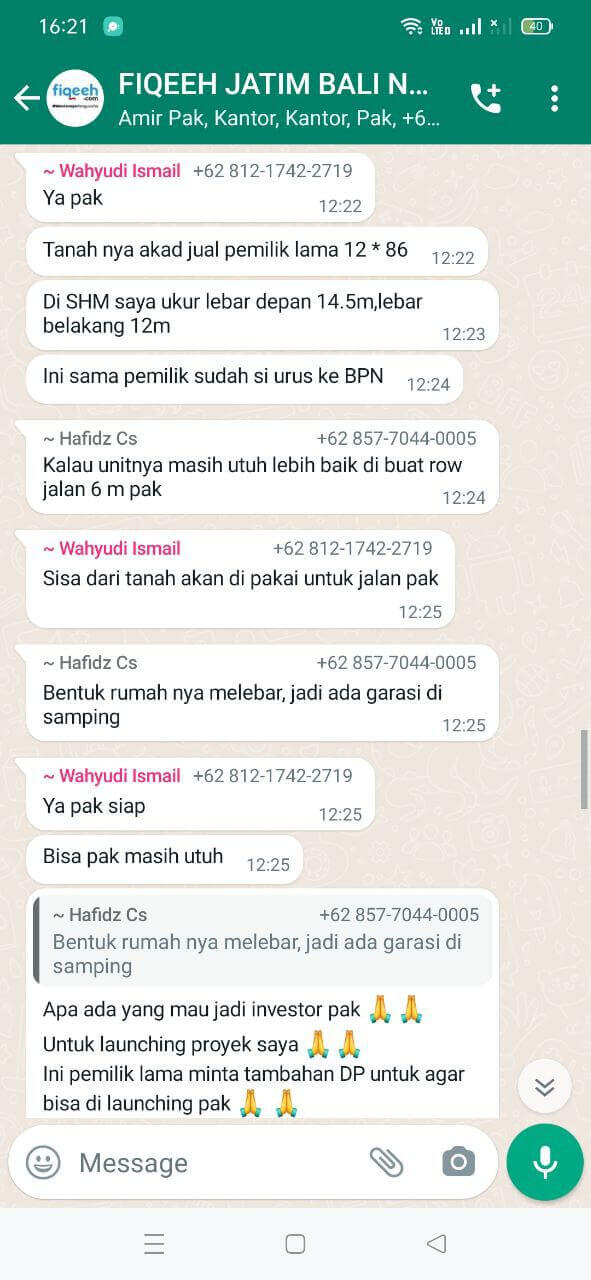 16:21
Vo
LTED
40
fiqeeh
.com
FIQEEH JATIM BALI N...
Amir Pak, Kantor, Kantor, Pak, +6...
~ Wahyudi Ismail +62 812-1742-2719
Ya pak
12:22
Tanah nya akad jual pemilik lama 12 * 86
12:22
Di SHM saya ukur lebar depan 14.5m,lebar
belakang 12m
12:23
Ini sama pemilik sudah si urus ke BPN
12:24
~ Hafidz Cs +62 857-7044-0005
Kalau unitnya masih utuh lebih baik di buat row
jalan 6 m pak
12:24
~ Wahyudi Ismail +62 812-1742-2719
Sisa dari tanah akan di pakai untuk jalan pak
12:25
~ Hafidz Cs +62 857-7044-0005
Bentuk rumah nya melebar, jadi ada garasi di
samping
12:25
~ Wahyudi Ismail +62 812-1742-2719
Ya pak siap
12:25
Bisa pak masih utuh
12:25
~ Hafidz Cs +62 857-7044-0005
Bentuk rumah nya melebar, jadi ada garasi di
samping
Apa ada yang mau jadi investor pak 🙏 🙏
Untuk launching proyek saya 🙏 🙏
Ini pemilik lama minta tambahan DP untuk agar
bisa di launching pak 🙏 🙏
Message